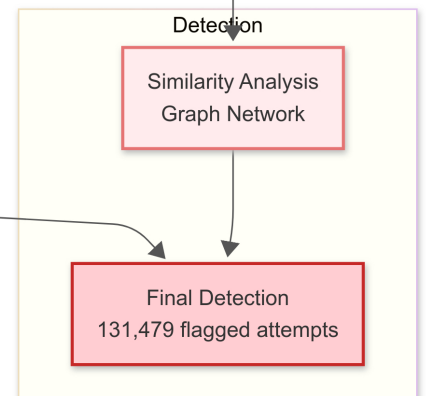 Detection
Similarity Analysis
Graph Network
Final Detection
131,479 flagged attempts